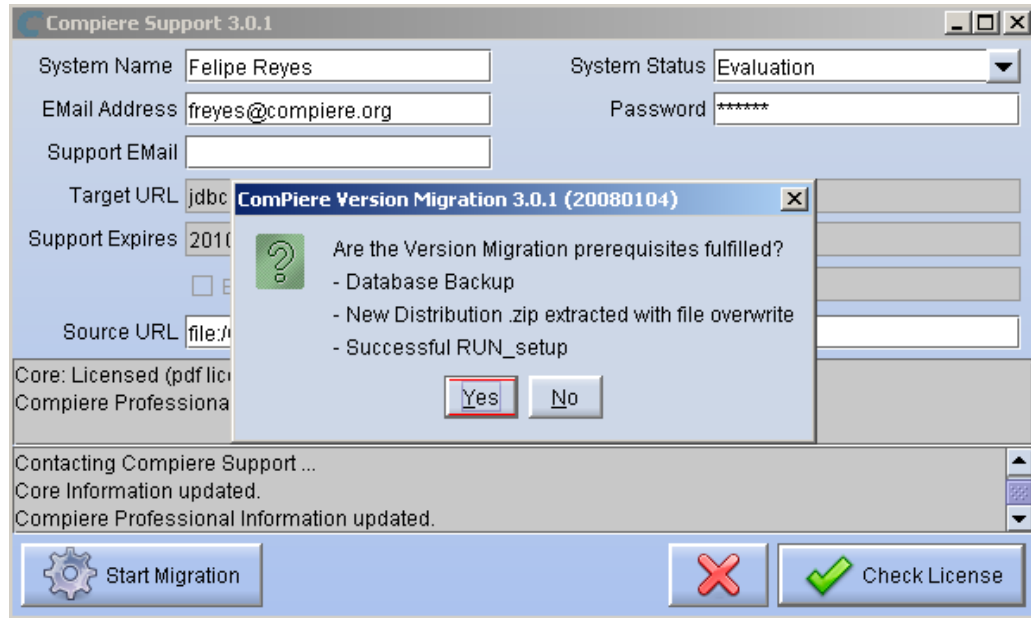 Compiere Support 3.0.1
System Name Felipe Reyes System Status Evaluation
EMail Address freyes@compiere.org Password ******
Support EMail
Target URL jdbc
Support Expires 201
Source URL file:/
ComPiere Version Migration 3.0.1 (20080104)
Are the Version Migration prerequisites fulfilled?
- Database Backup
- New Distribution .zip extracted with file overwrite
- Successful RUN_setup
Yes No
Core: Licensed (pdf lic
Compiere Professiona
Contacting Compiere Support ...
Core Information updated.
Compiere Professional Information updated.
Start Migration Check License